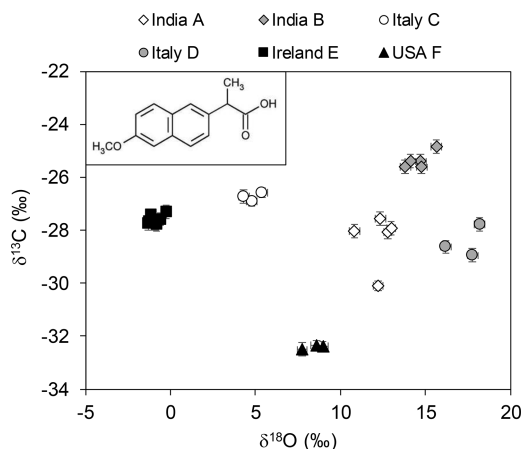 India A India B Italy C
Italy D Ireland E USA F
-22
-24
-26
-28
-30
-32
-34
δ¹³C (‰)
CH₃
OH
O
H₃CO
-5 0 5 10 15 20
δ¹⁸O (‰)